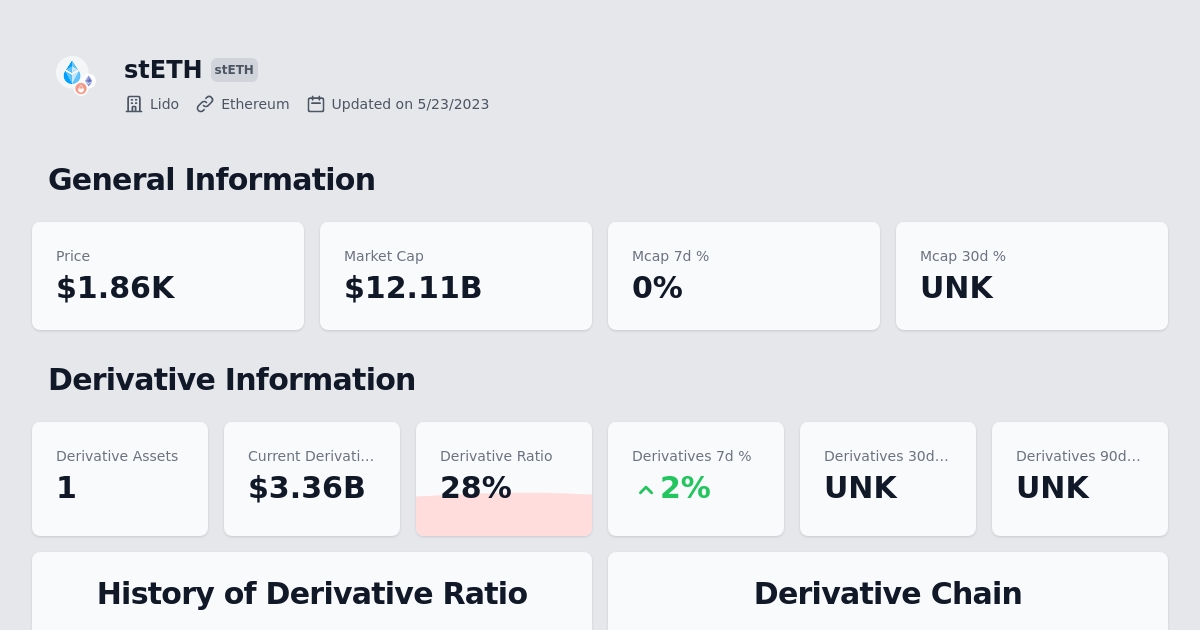 stETH stETH
Lido Ethereum Updated on 5/23/2023
General Information
Price
$1.86K
Market Cap
$12.11B
Mcap 7d %
0%
Mcap 30d %
UNK
Derivative Information
Derivative Assets
1
Current Derivati...
$3.36B
Derivative Ratio
28%
Derivatives 7d %
2%
Derivatives 30d...
UNK
Derivatives 90d...
UNK
History of Derivative Ratio
Derivative Chain